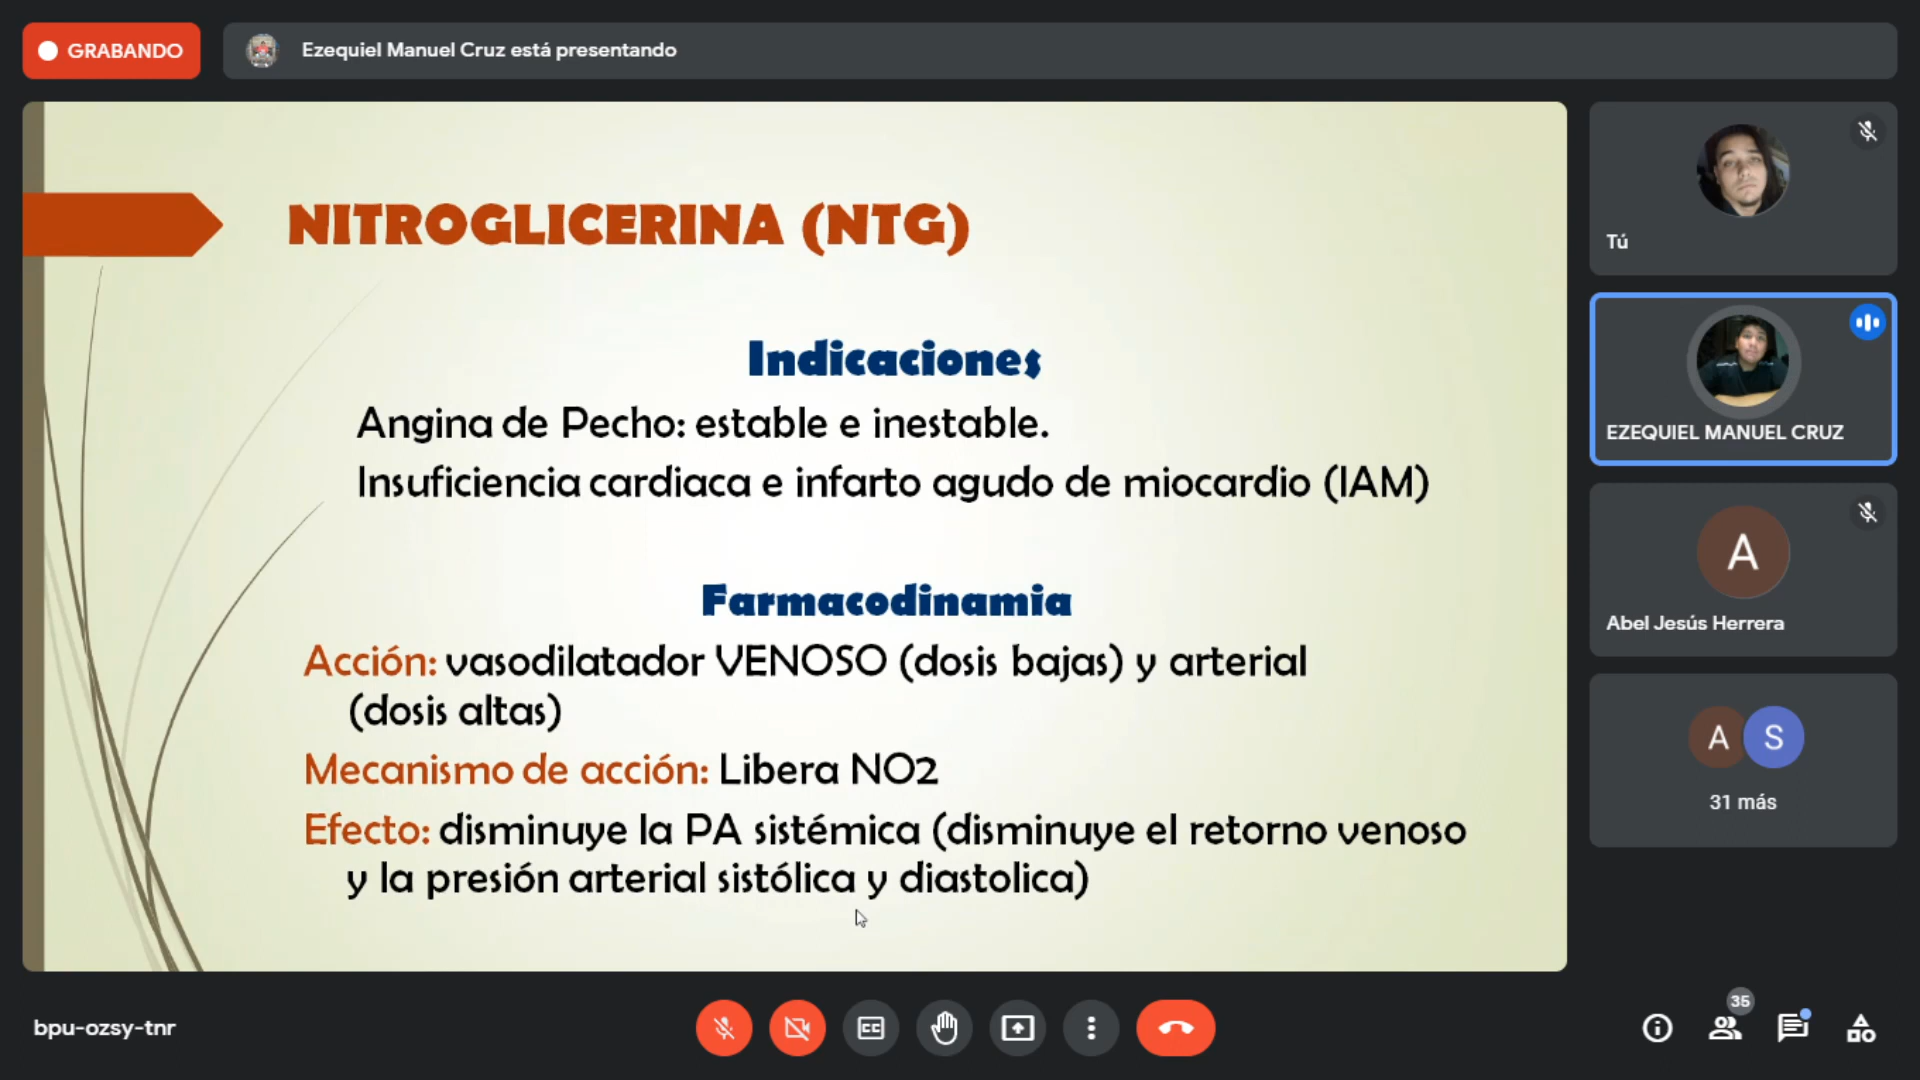 GRABANDO
Ezequiel Manuel Cruz está presentando
NITROGLICERINA (NTG)
Indicaciones
Angina de Pecho: estable e inestable.
Insuficiencia cardiaca e infarto agudo de miocardio (IAM)
Farmacodinamia
Acción: vasodilatador VENOSO (dosis bajas) y arterial
(dosis altas)
Mecanismo de acción: Libera NO2
Efecto: disminuye la PA sistémica (disminuye el retorno venoso
y la presión arterial sistólica y diastolica)
Tú
EZEQUIEL MANUEL CRUZ
A
Abel Jesús Herrera
A S
31 más
bpu-ozsy-tnr
CC
35